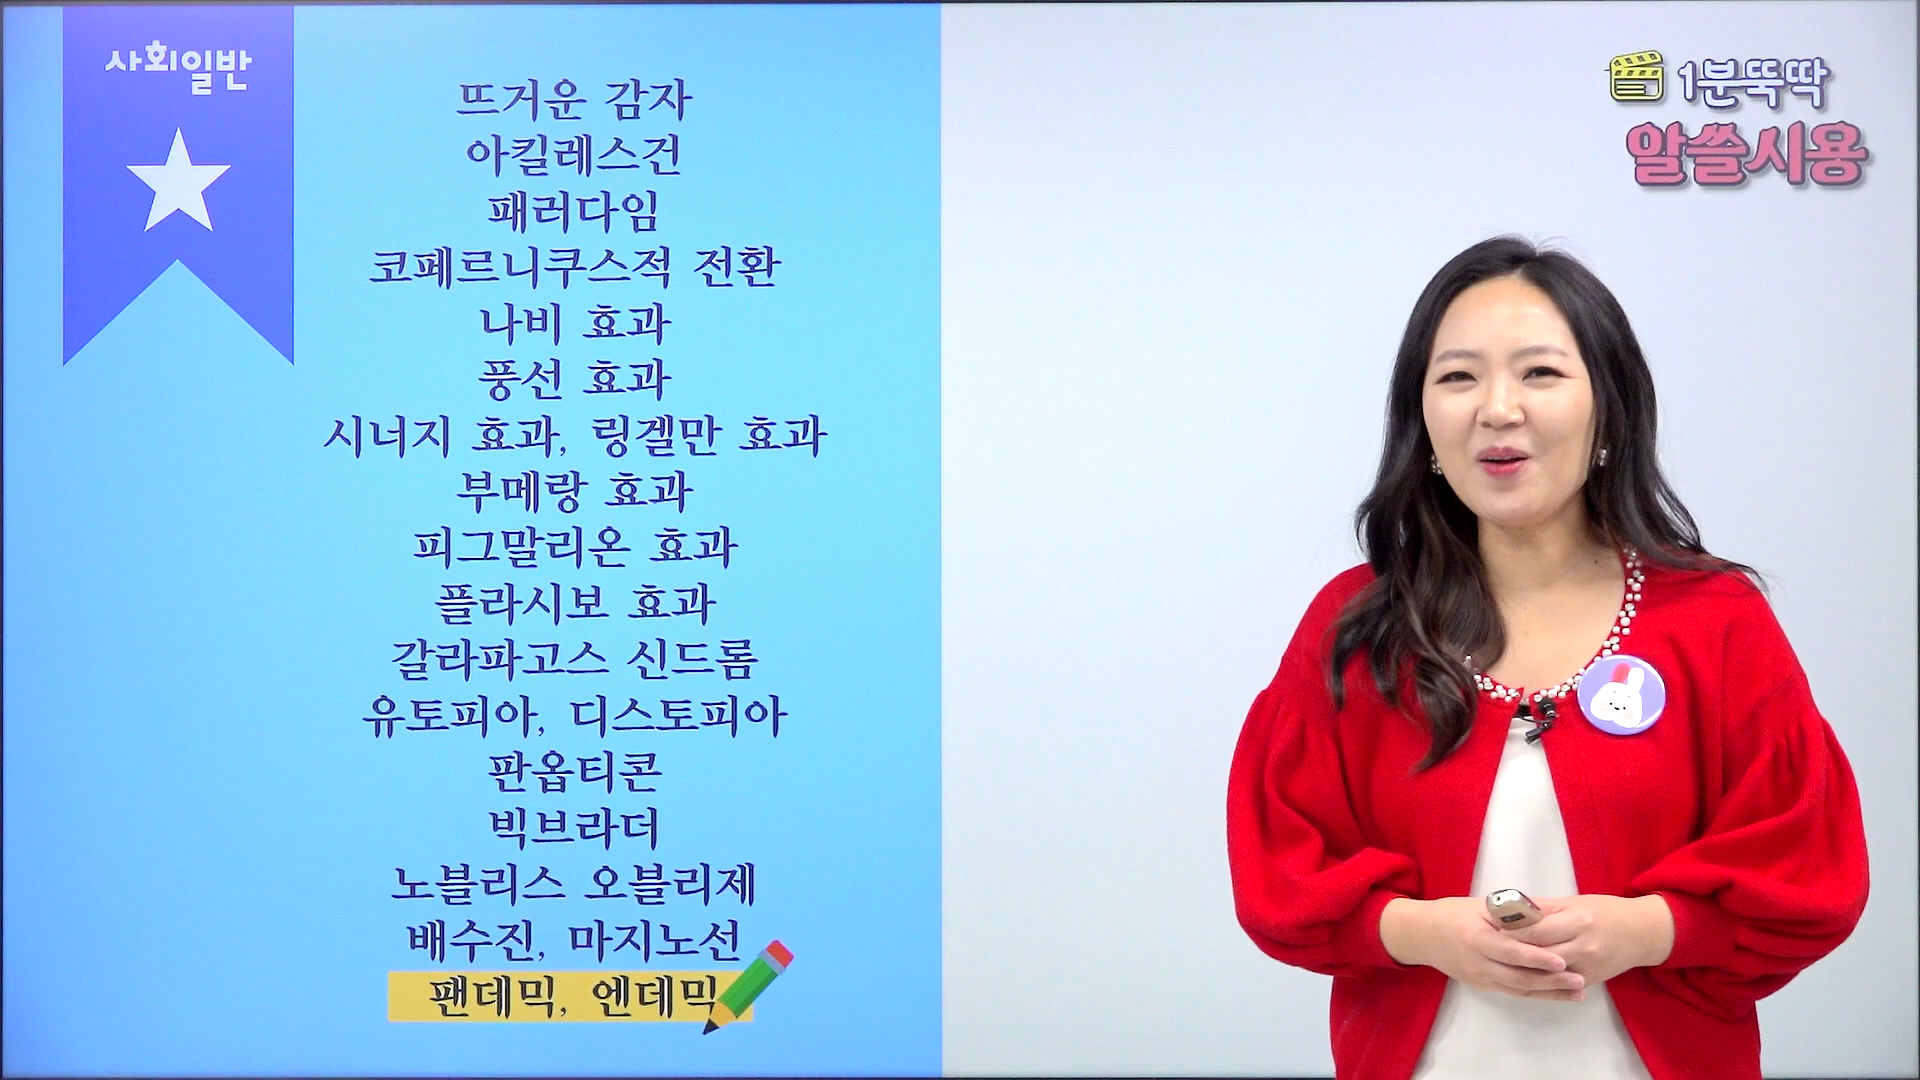 사회일반
뜨거운 감자
아킬레스건
패러다임
코페르니쿠스적 전환
나비 효과
풍선 효과
시너지 효과, 링겔만 효과
부메랑 효과
피그말리온 효과
플라시보 효과
갈라파고스 신드롬
유토피아, 디스토피아
판옵티콘
빅브라더
노블리스 오블리제
배수진, 마지노선
팬데믹, 엔데믹
1분뚝딱
알쓸시용